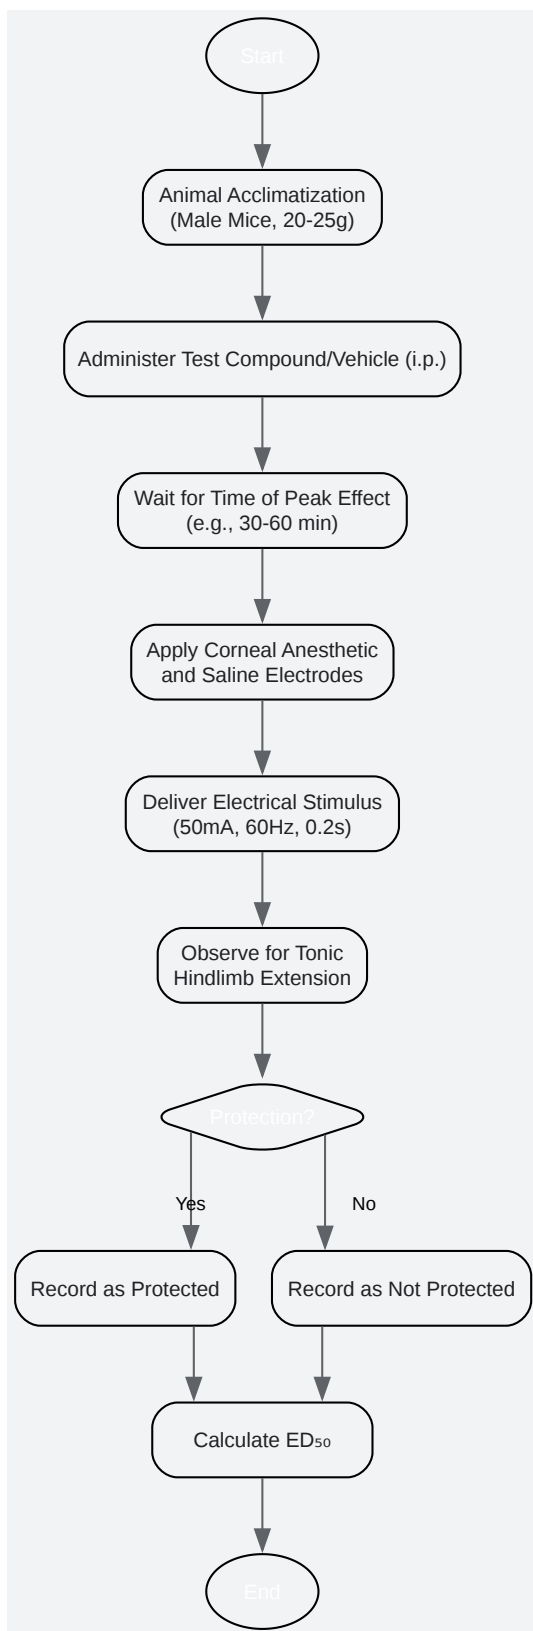 Start
Animal Acclimatization
(Male Mice, 20-25g)
Administer Test Compound/Vehicle (i.p.)
Wait for Time of Peak Effect
(e.g., 30-60 min)
Apply Corneal Anesthetic
and Saline Electrodes
Deliver Electrical Stimulus
(50mA, 60Hz, 0.2s)
Observe for Tonic
Hindlimb Extension
Protection?
Yes
No
Record as Protected
Record as Not Protected
Calculate ED₅₀
End